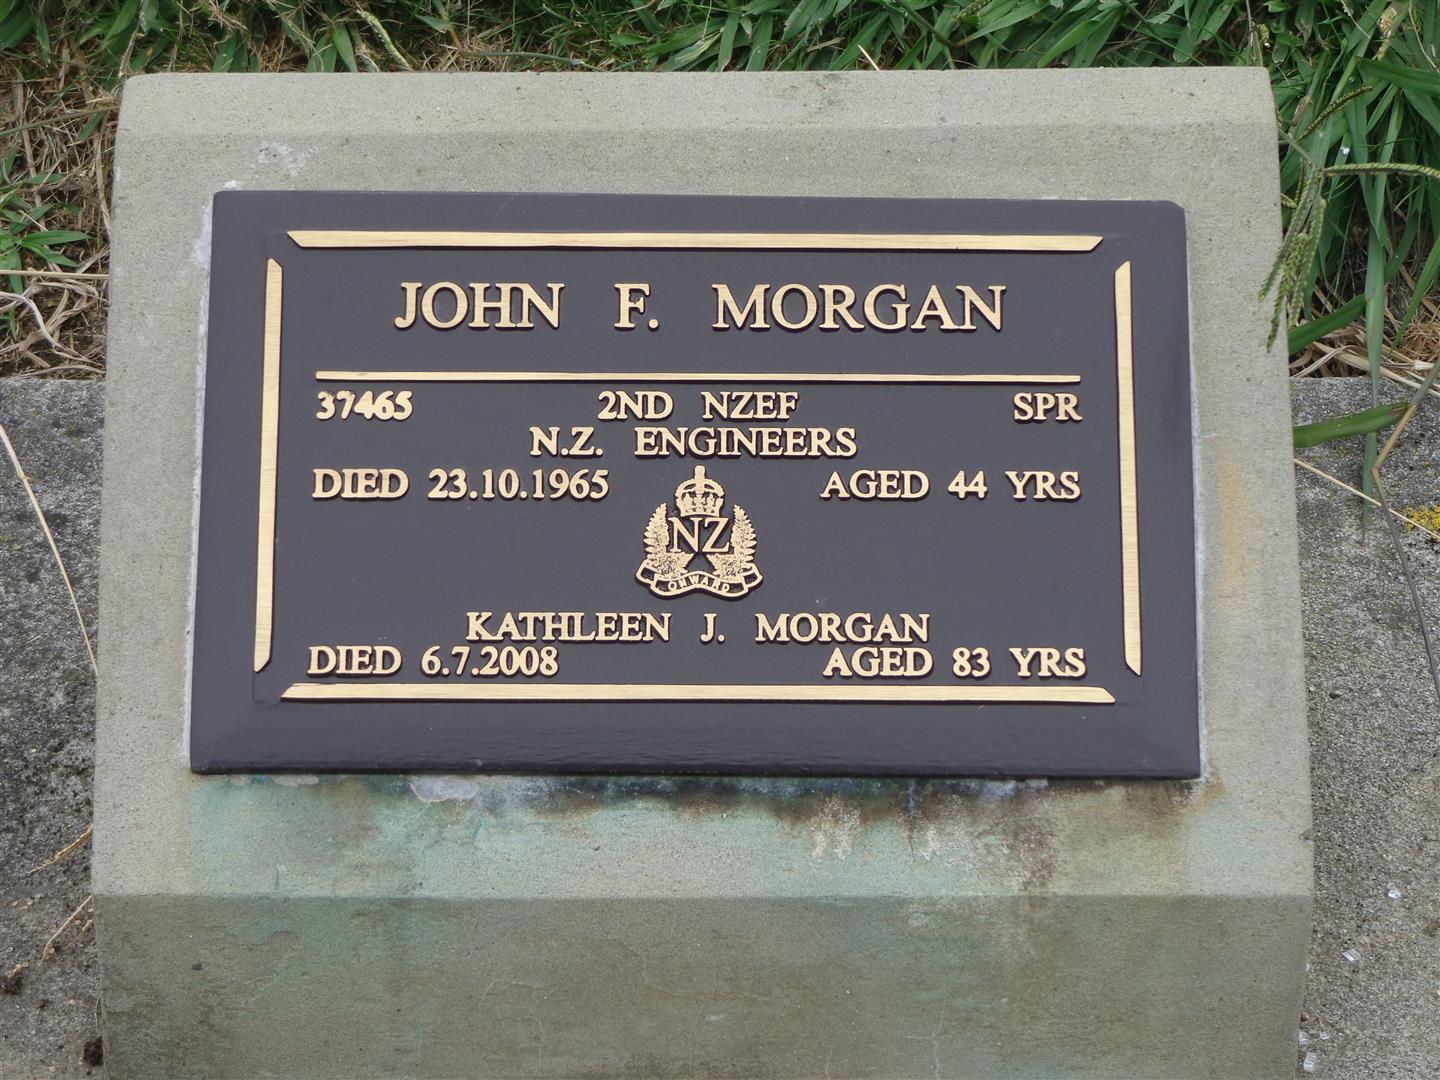 JOHN F. MORGAN
37465 2ND NZEF SPR
N.Z. ENGINEERS
DIED 23.10.1965 AGED 44 YRS
NZ
ONWARD
KATHLEEN J. MORGAN
DIED 6.7.2008 AGED 83 YRS